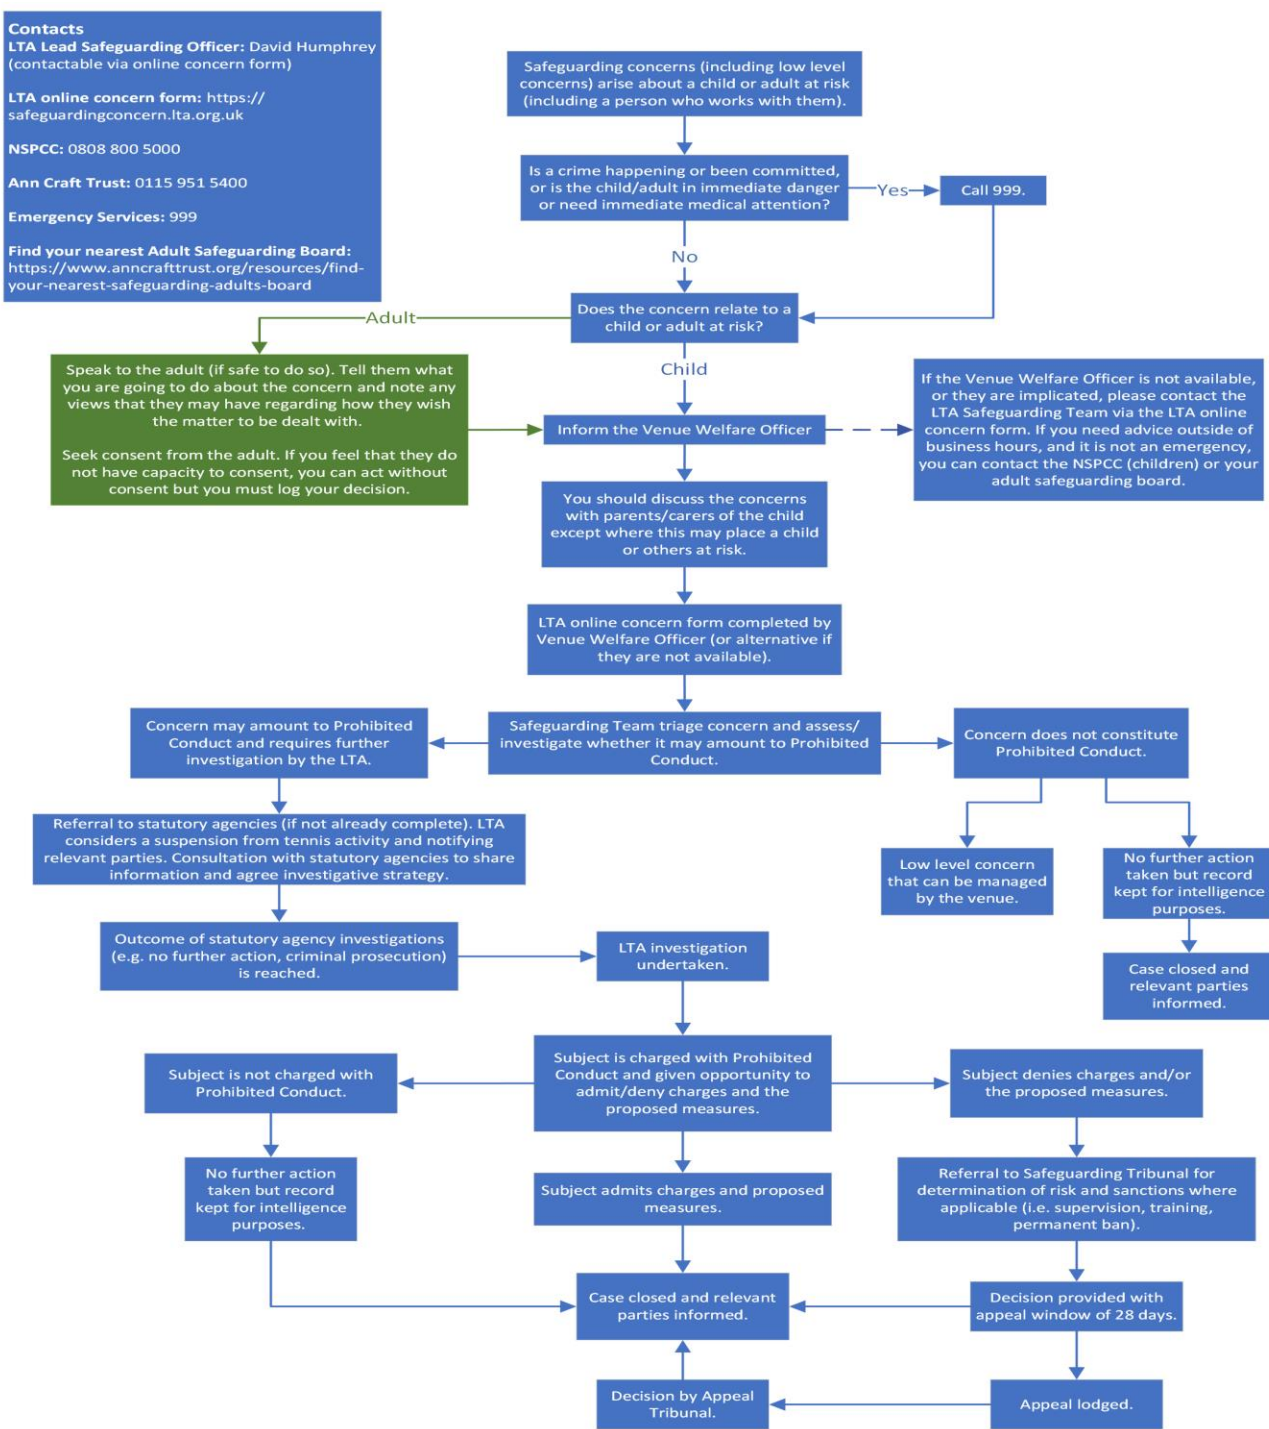 Contacts
LTA Lead Safeguarding Officer: David Humphrey
(contactable via online concern form)
LTA online concern form: https://
safeguardingconcern.lta.org.uk
NSPCC: 0808 800 5000
Ann Craft Trust: 0115 951 5400
Emergency Services: 999
Find your nearest Adult Safeguarding Board:
https://www.anncrafttrust.org/resources/find-
your-nearest-safeguarding-adults-board
Safeguarding concerns (including low level
concerns) arise about a child or adult at risk
(including a person who works with them).
Is a crime happening or been committed,
or is the child/adult in immediate danger
or need immediate medical attention?
Yes
Call 999.
No
Does the concern relate to a
child or adult at risk?
Adult
Speak to the adult (if safe to do so). Tell them what
you are going to do about the concern and note any
views that they may have regarding how they wish
the matter to be dealt with.
Seek consent from the adult. If you feel that they do
not have capacity to consent, you can act without
consent but you must log your decision.
Child
Inform the Venue Welfare Officer
If the Venue Welfare Officer is not available,
or they are implicated, please contact the
LTA Safeguarding Team via the LTA online
concern form. If you need advice outside of
business hours, and it is not an emergency,
you can contact the NSPCC (children) or your
adult safeguarding board.
You should discuss the concerns
with parents/carers of the child
except where this may place a child
or others at risk.
LTA online concern form completed by
Venue Welfare Officer (or alternative if
they are not available).
Safeguarding Team triage concern and assess/
investigate whether it may amount to Prohibited
Conduct.
Concern may amount to Prohibited
Conduct and requires further
investigation by the LTA.
Concern does not constitute
Prohibited Conduct.
Referral to statutory agencies (if not already complete). LTA
considers a suspension from tennis activity and notifying
relevant parties. Consultation with statutory agencies to share
information and agree investigative strategy.
Low level concern
that can be managed
by the venue.
No further action
taken but record
kept for intelligence
purposes.
Outcome of statutory agency investigations
(e.g. no further action, criminal prosecution)
is reached.
LTA investigation
undertaken.
Case closed and
relevant parties
informed.
Subject is not charged with
Prohibited Conduct.
Subject is charged with Prohibited
Conduct and given opportunity to
admit/deny charges and the
proposed measures.
Subject denies charges and/or
the proposed measures.
No further action
taken but record
kept for intelligence
purposes.
Subject admits charges and proposed
measures.
Referral to Safeguarding Tribunal for
determination of risk and sanctions where
applicable (i.e. supervision, training,
permanent ban).
Case closed and relevant
parties informed.
Decision provided with
appeal window of 28 days.
Decision by Appeal
Tribunal.
Appeal lodged.